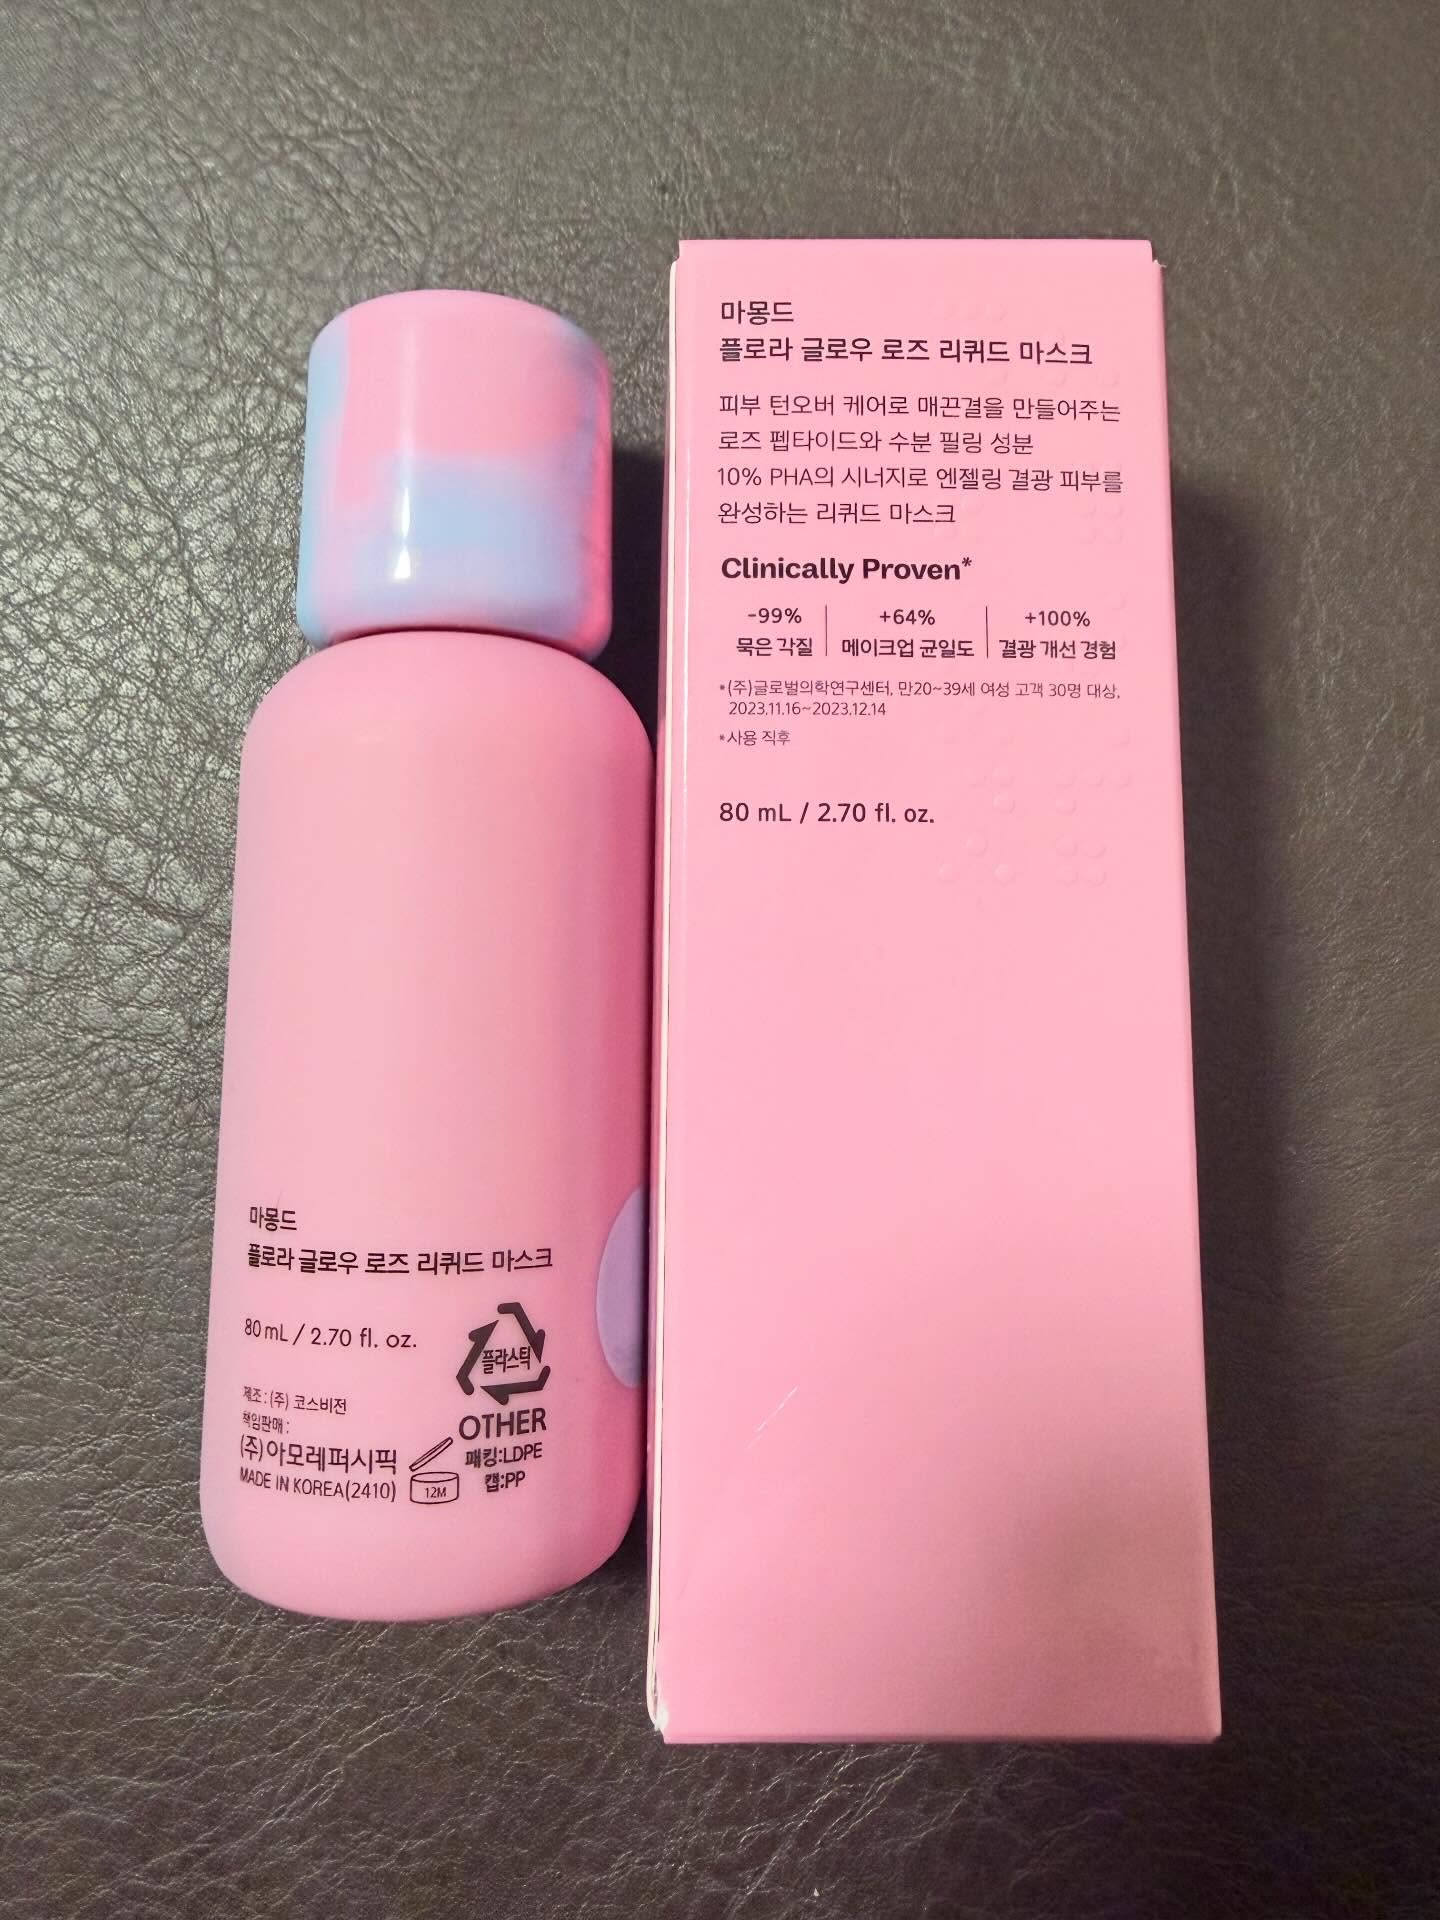 마몽드
플로라 글로우 로즈 리퀴드 마스크
피부 턴오버 케어로 매끈결을 만들어주는
로즈 펩타이드와 수분 필링 성분
10% PHA의 시너지로 엔젤링 결광 피부를
완성하는 리퀴드 마스크
Clinically Proven*
-99% +64% +100%
묵은 각질 메이크업 균일도 결광 개선 경험
*(주)글로벌의학연구센터, 만20~39세 여성 고객 30명 대상,
2023.11.16~2023.12.14
*사용 직후
80 mL / 2.70 fl. oz.
마몽드
플로라 글로우 로즈 리퀴드 마스크
80 mL / 2.70 fl. oz.
제조 : (주) 코스비전
책임판매 :
(주)아모레퍼시픽
MADE IN KOREA(2410)
12M
플라스틱
OTHER
패킹:LDPE
캡:PP